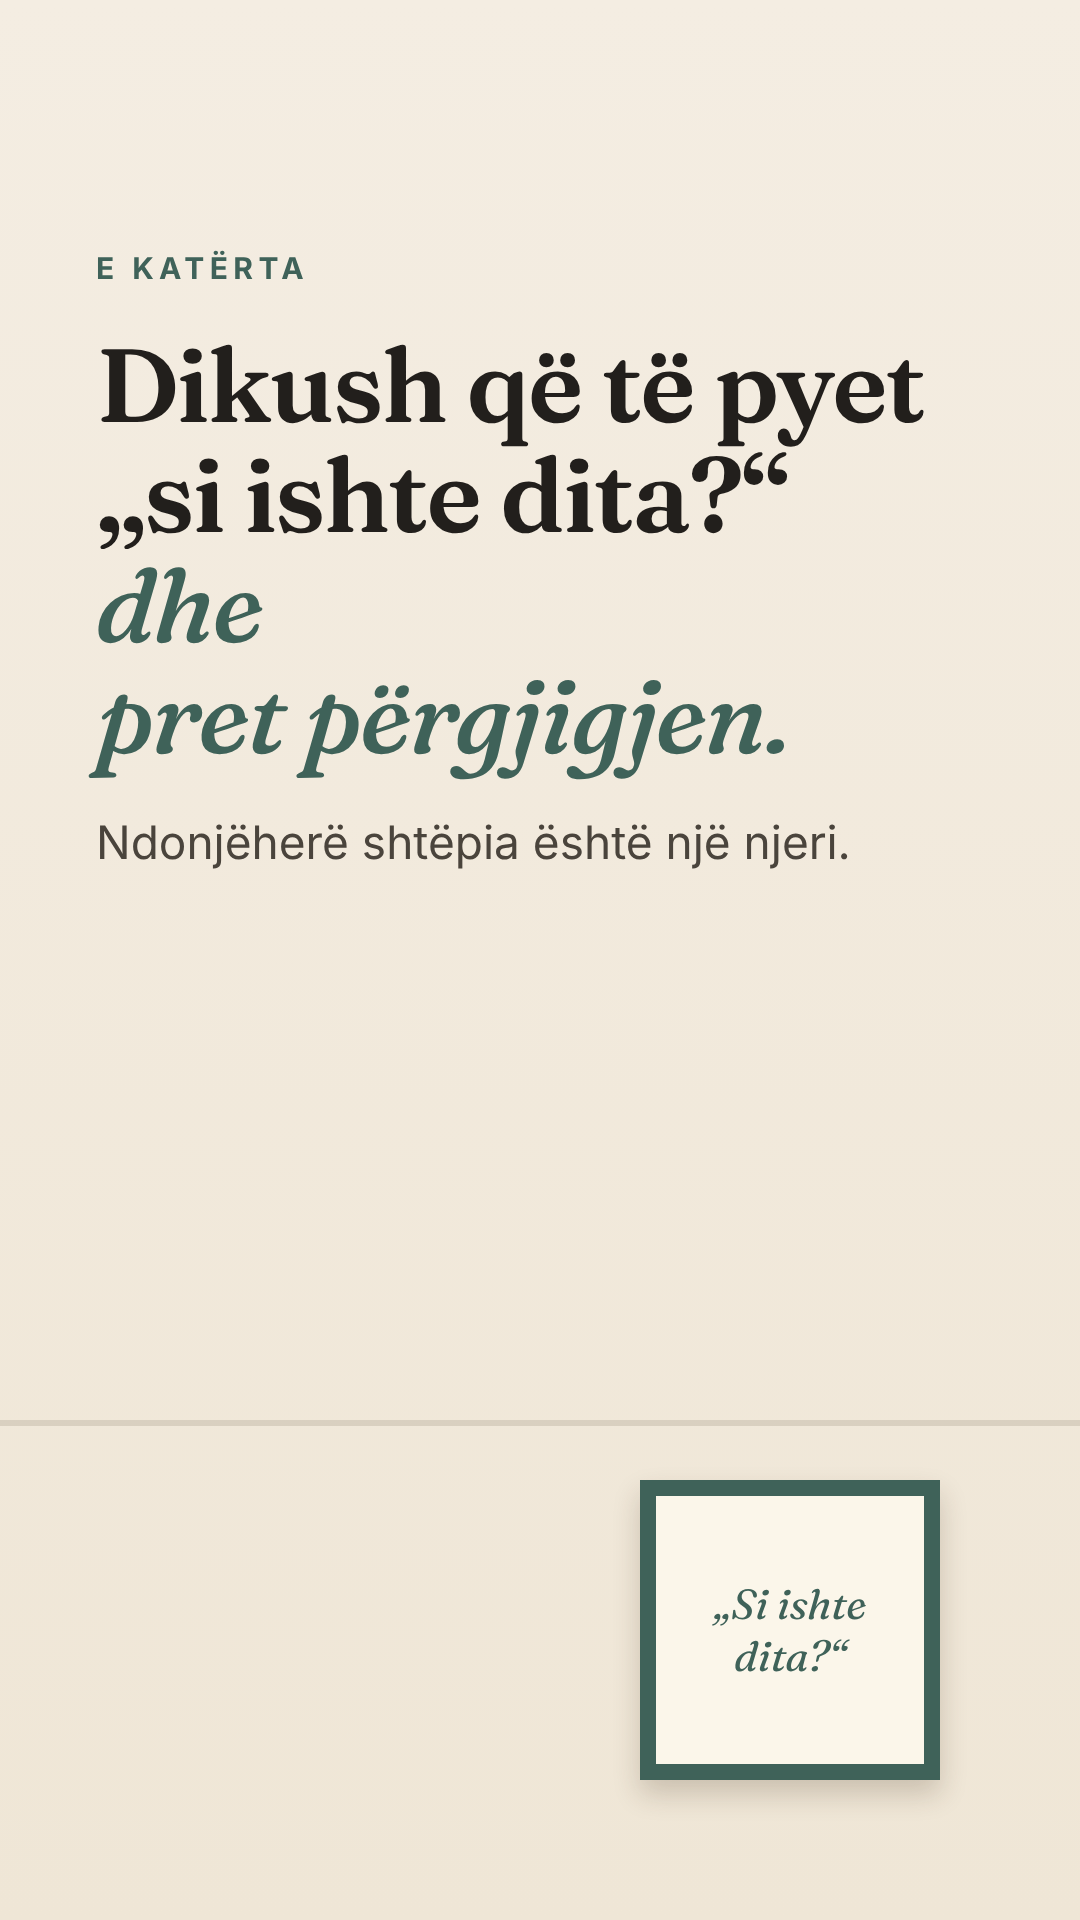 E KATËRTA
Dikush që të pyet
„si ishte dita?“
dhe
pret përgjigjen.
Ndonjëherë shtëpia është një njeri.
„Si ishte
dita?“